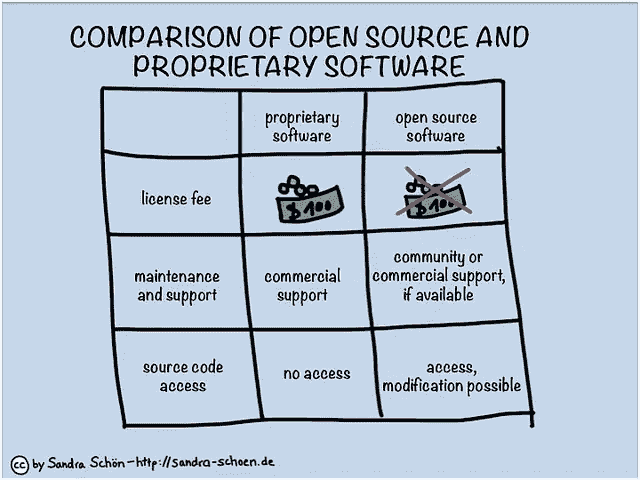 COMPARISON OF OPEN SOURCE AND
PROPRIETARY SOFTWARE
proprietary
software
open source
software
license fee
$ 100
$ 100
maintenance
and support
commercial
support
community or
commercial support,
if available
source code
access
no access
access,
modification possible
cc by Sandra Schön – http://sandra-schoen.de